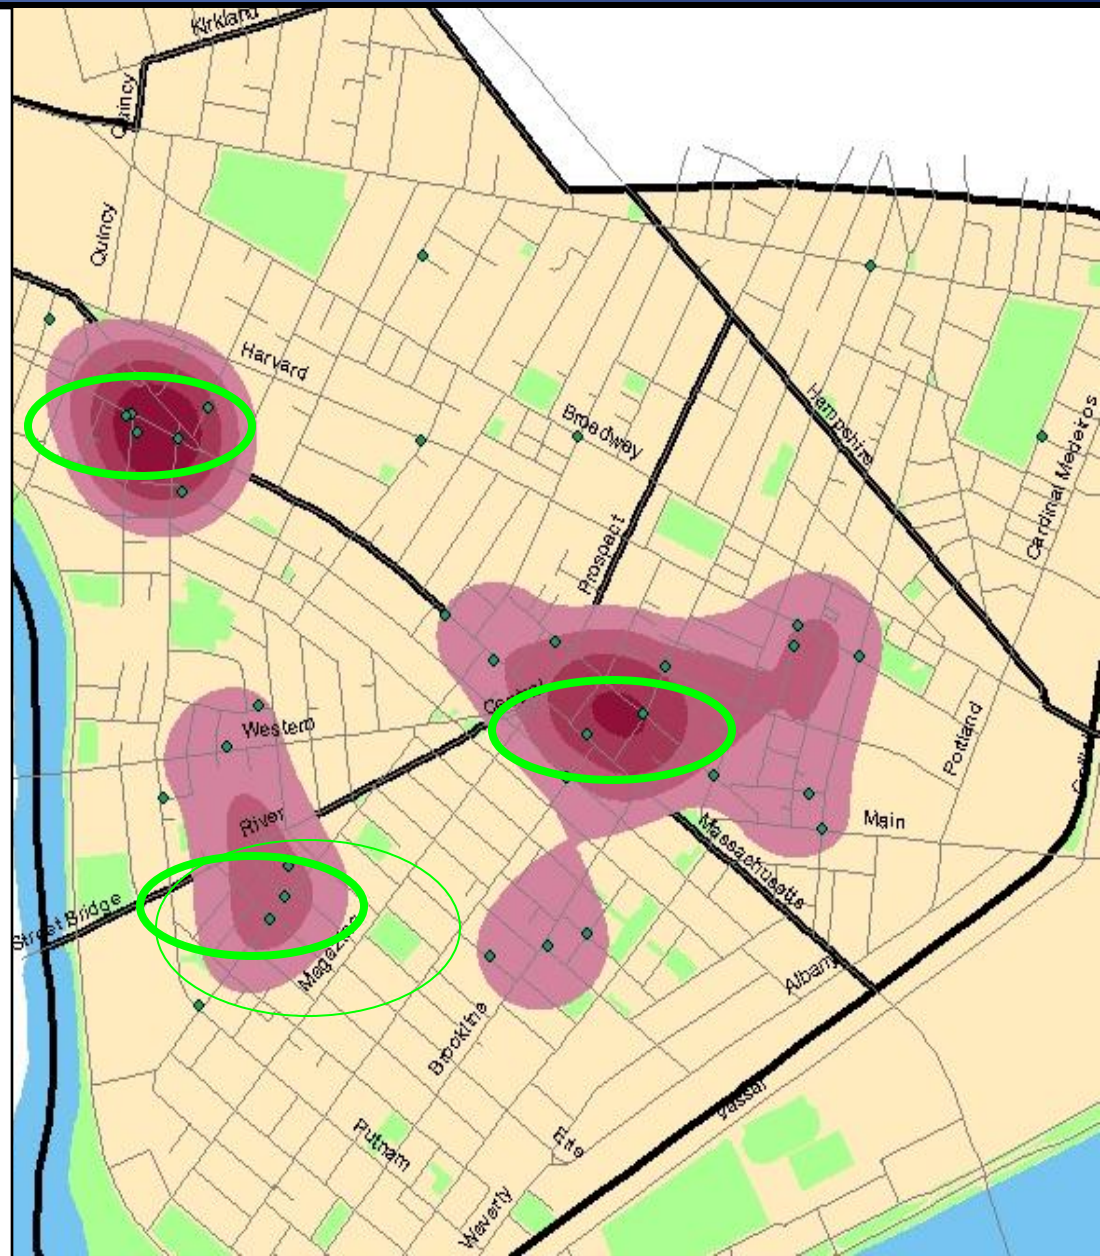 Kirkland
Quincy
Quincy
Harvard
Broadway
Hampshire
Cardinal Medeiros
Prospect
Central
Western
Portland
River
Main
Massachusetts
Street Bridge
Magazine
Albany
Brookline
Vassar
Putnam
Erie
Waverly